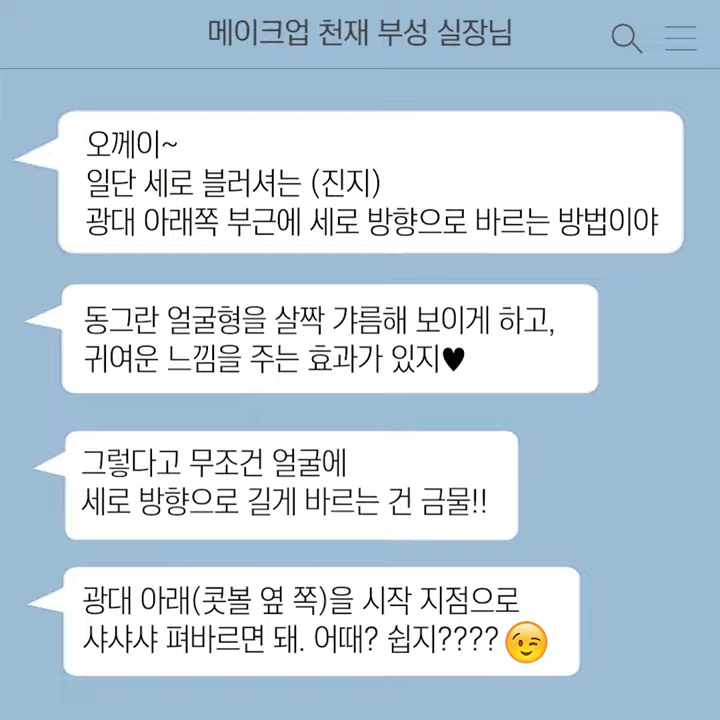 메이크업 천재 부성 실장님
오께이~
일단 세로 블러셔는 (진지)
광대 아래쪽 부근에 세로 방향으로 바르는 방법이야
동그란 얼굴형을 살짝 갸름해 보이게 하고,
귀여운 느낌을 주는 효과가 있지♥
그렇다고 무조건 얼굴에
세로 방향으로 길게 바르는 건 금물!!
광대 아래(콧볼 옆 쪽)을 시작 지점으로
샤샤샤 펴바르면 돼. 어때? 쉽지???? 😉